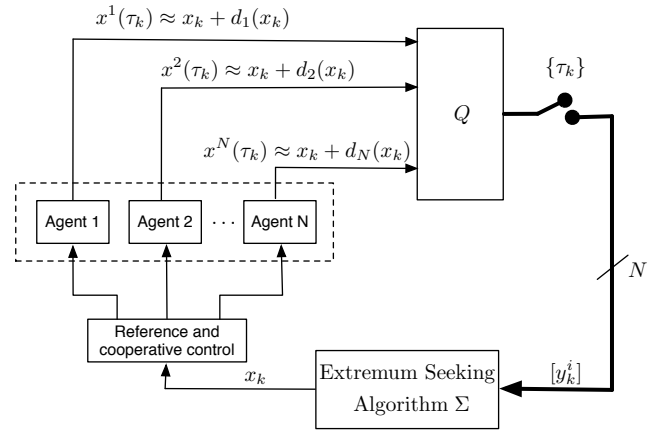 x^1(τ_k) ≈ x_k + d_1(x_k)
x^2(τ_k) ≈ x_k + d_2(x_k)
{τ_k}
Q
x^N(τ_k) ≈ x_k + d_N(x_k)
Agent 1
Agent 2
· · ·
Agent N
N
Reference and
cooperative control
x_k
Extremum Seeking
Algorithm Σ
[y_k^i]